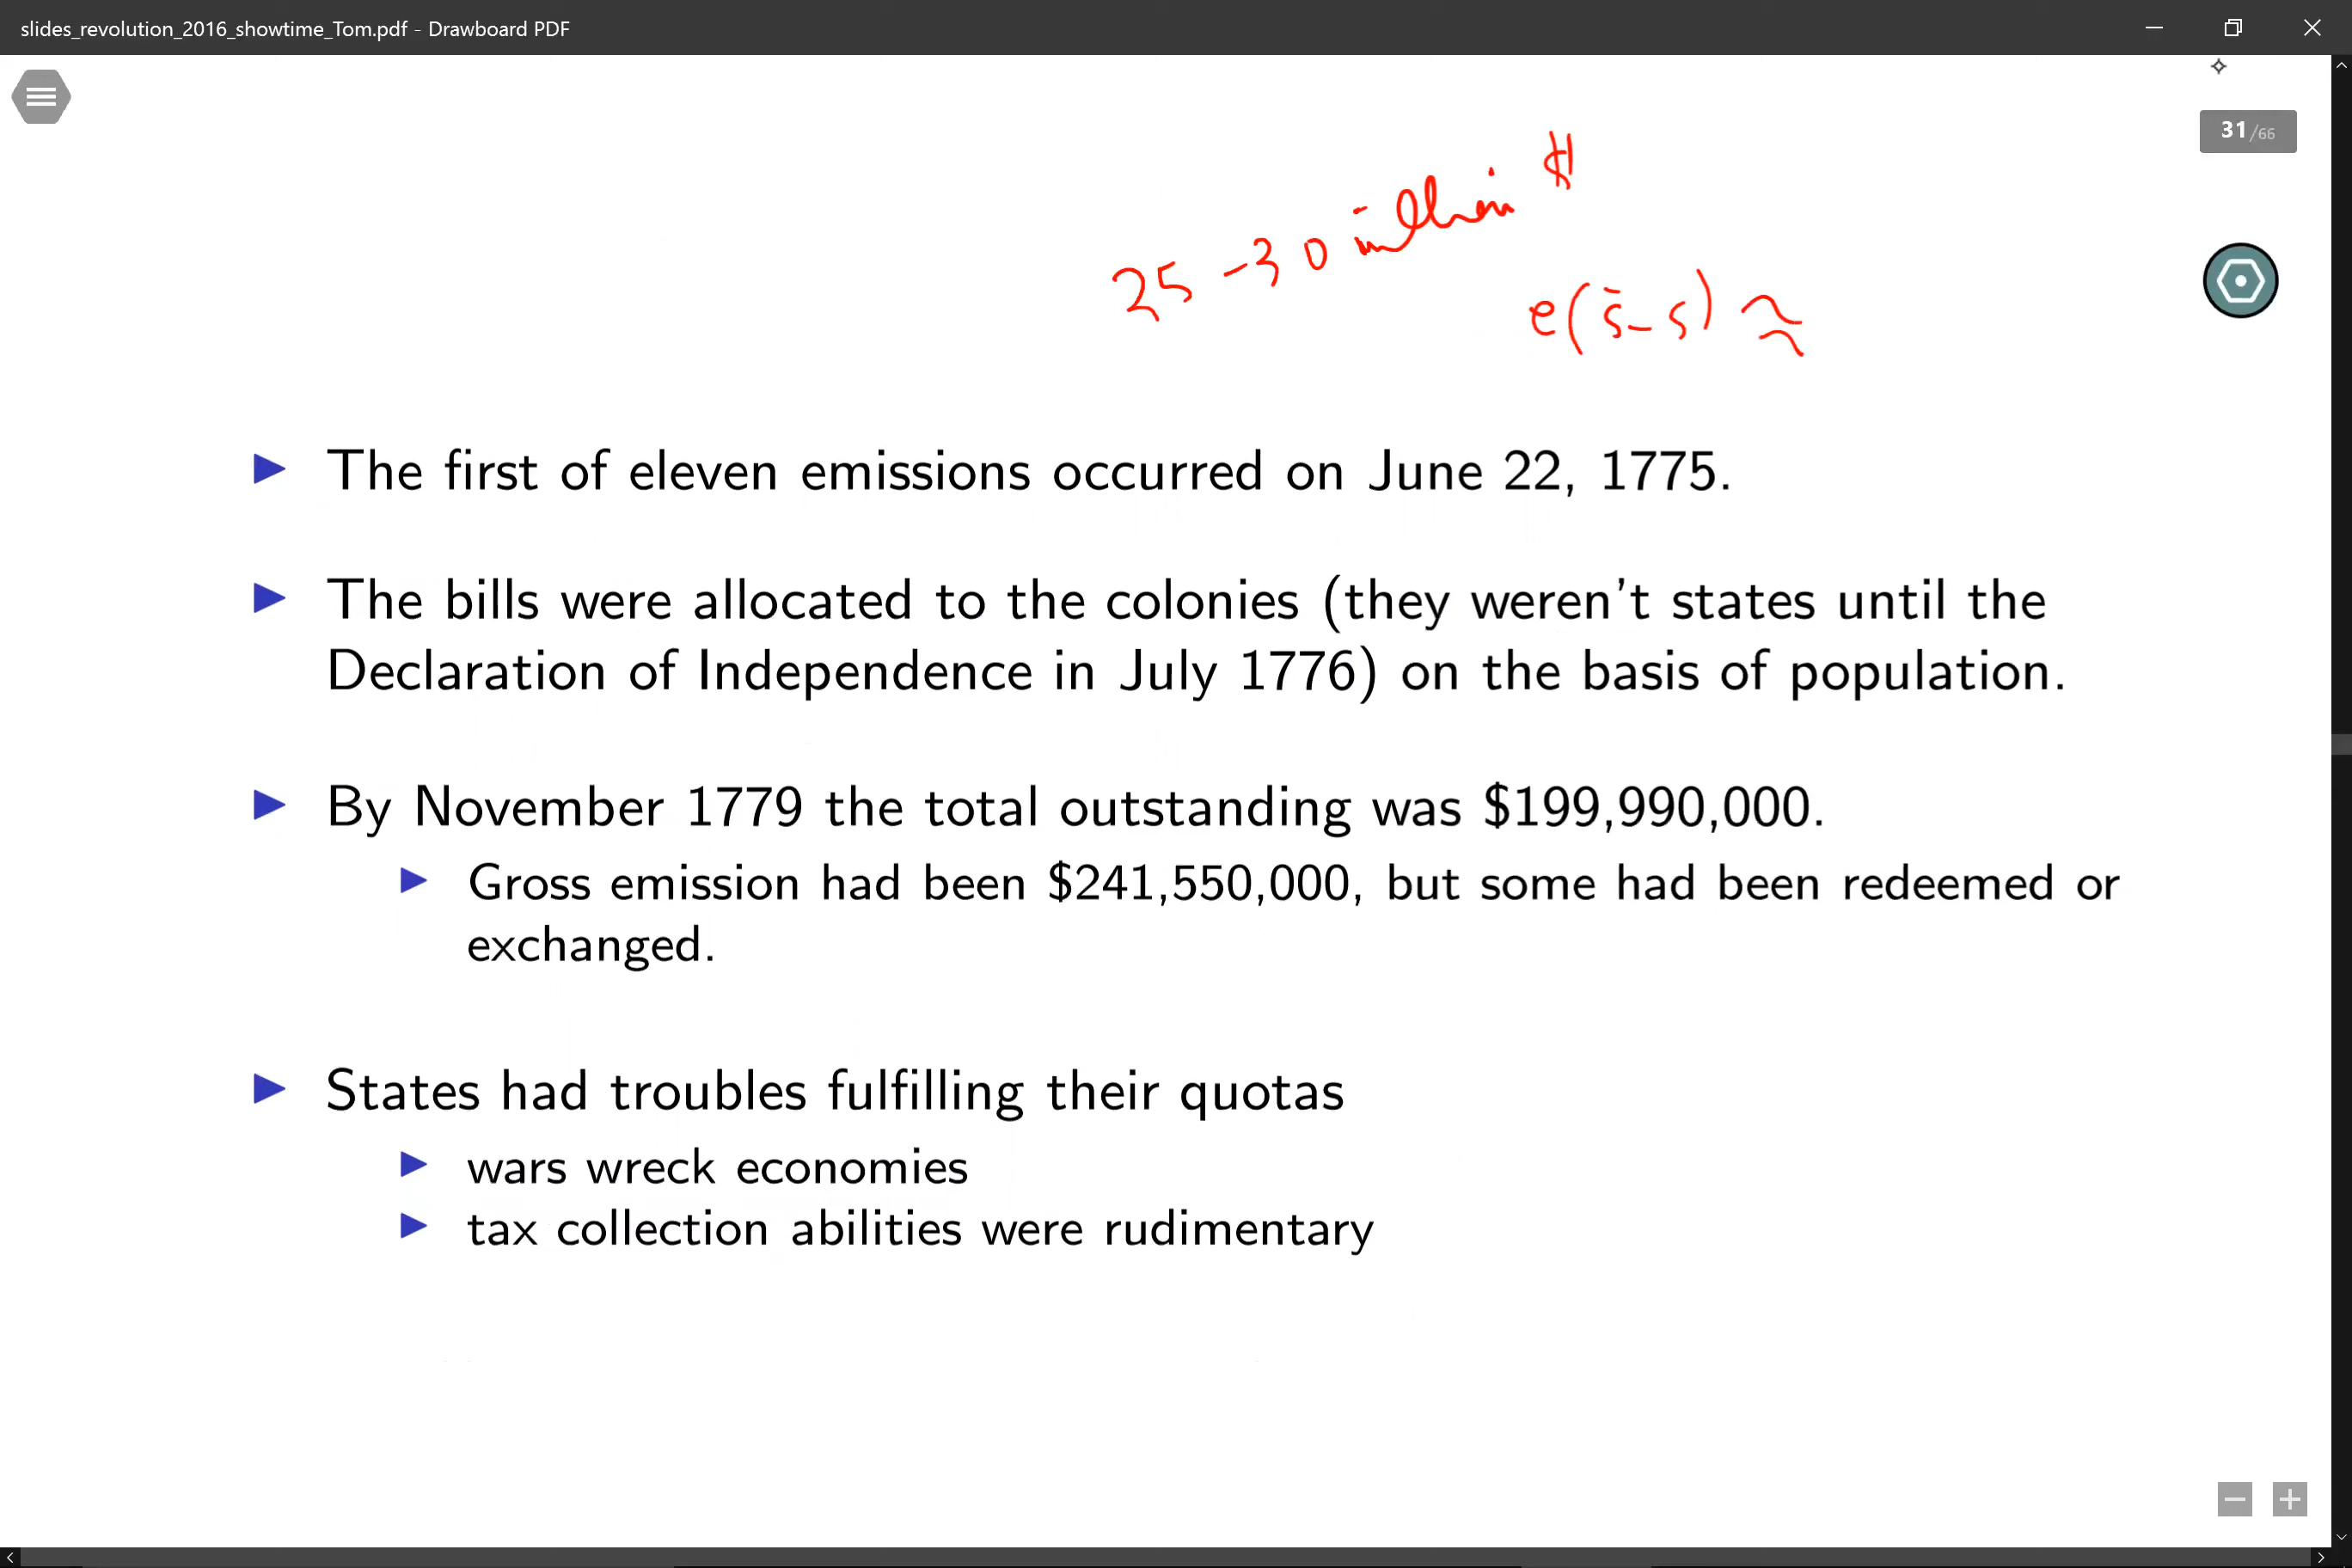 slides_revolution_2016_showtime_Tom.pdf - Drawboard PDF
31/66
25-30 million $
e(s̄-s) ≈
The first of eleven emissions occurred on June 22, 1775.
The bills were allocated to the colonies (they weren't states until the
Declaration of Independence in July 1776) on the basis of population.
By November 1779 the total outstanding was $199,990,000.
Gross emission had been $241,550,000, but some had been redeemed or
exchanged.
States had troubles fulfilling their quotas
wars wreck economies
tax collection abilities were rudimentary